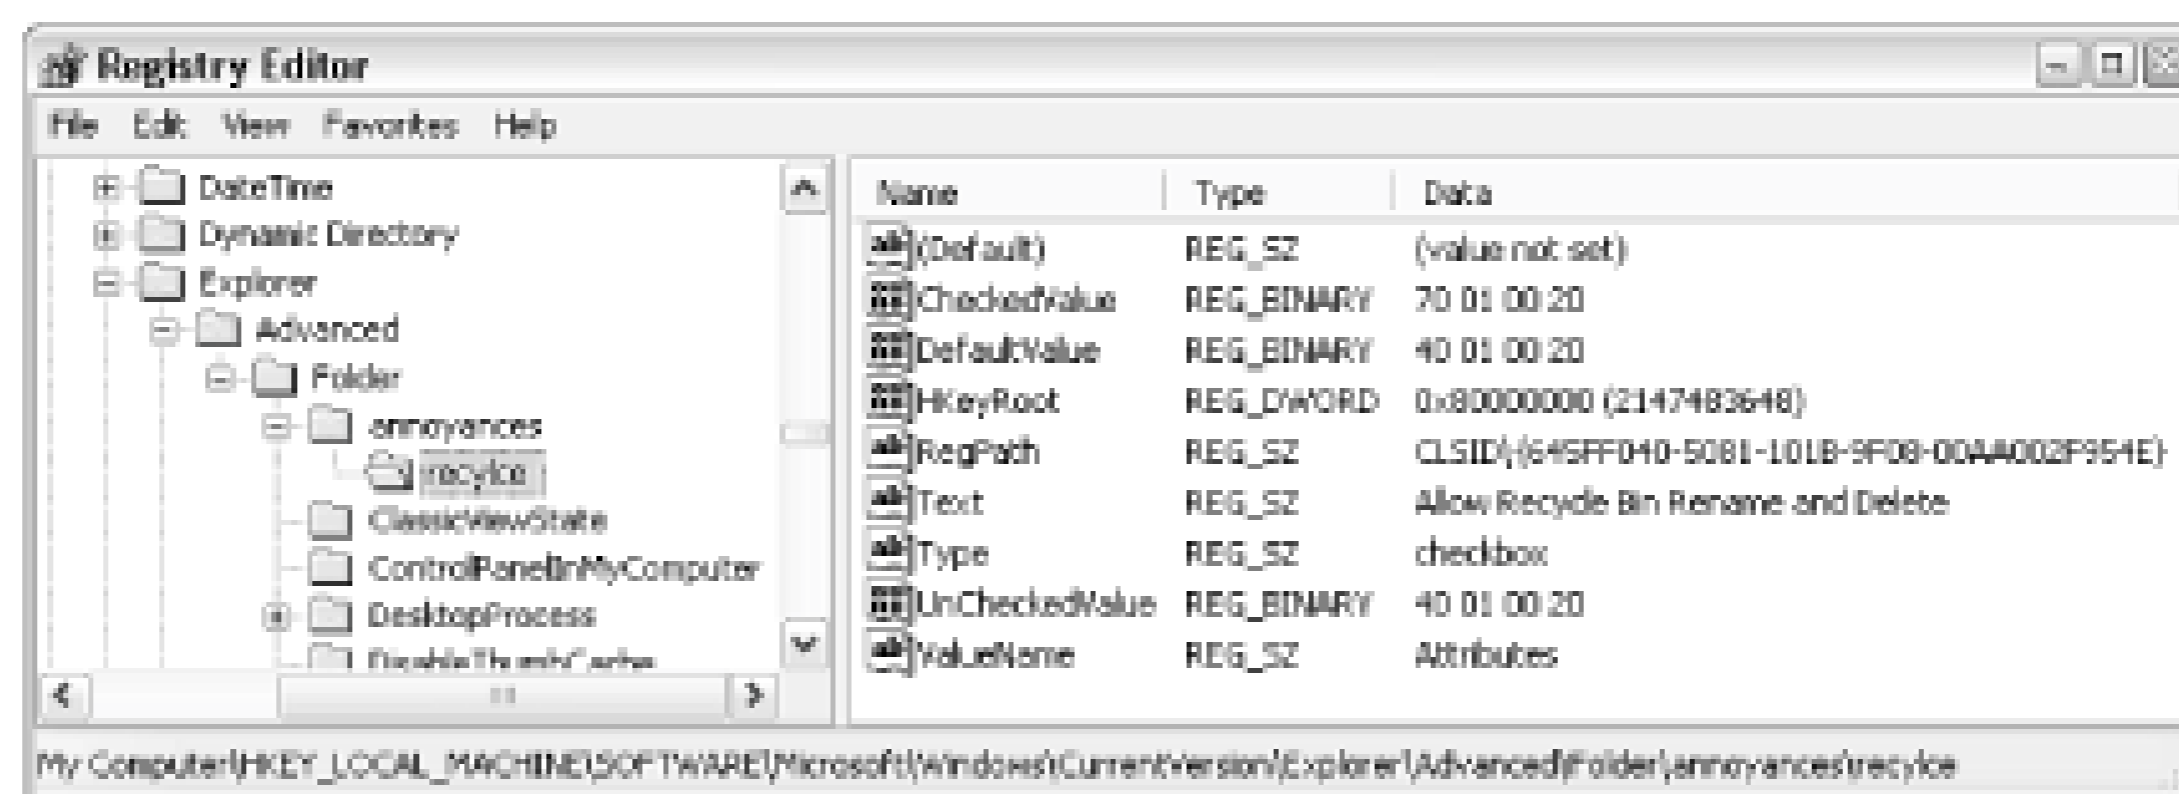 Registry Editor
File Edit View Favorites Help
DateTime
Dynamic Directory
Explorer
Advanced
Folder
annoyances
recylce
ClassicViewState
ControlPanelInMyComputer
DesktopProcess
DisableThumbCache
Name Type Data
(Default) REG_SZ (value not set)
CheckedValue REG_BINARY 70 01 00 20
DefaultValue REG_BINARY 40 01 00 20
HKeyRoot REG_DWORD 0x80000000 (2147483648)
RegPath REG_SZ CLSID\{645FF040-5081-101B-9F08-00AA002F954E}
Text REG_SZ Allow Recycle Bin Rename and Delete
Type REG_SZ checkbox
UnCheckedValue REG_BINARY 40 01 00 20
ValueName REG_SZ Attributes
My Computer\HKEY_LOCAL_MACHINE\SOFTWARE\Microsoft\Windows\CurrentVersion\Explorer\Advanced\Folder\annoyances\recylce